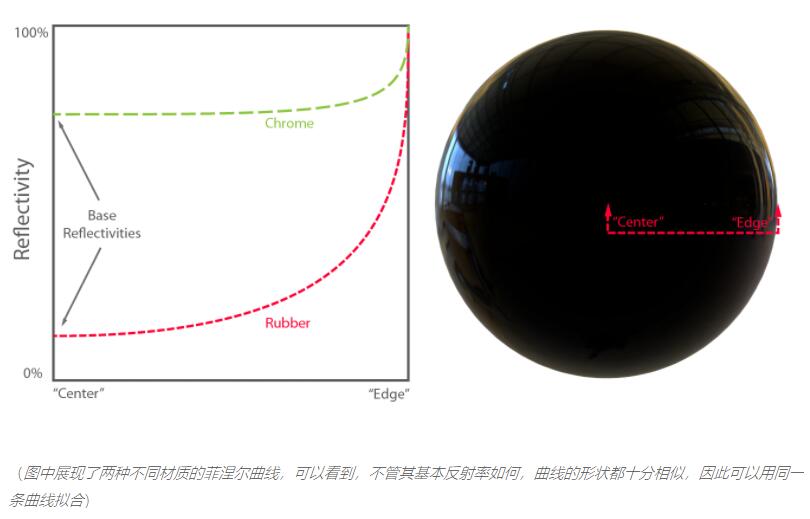 100%
Chrome
Reflectivity
Base
Reflectivities
Rubber
0%
“Center”
“Edge”
“Center”
“Edge”
（图中展现了两种不同材质的菲涅尔曲线，可以看到，不管其基本反射率如何，曲线的形状都十分相似，因此可以用同一
条曲线拟合）